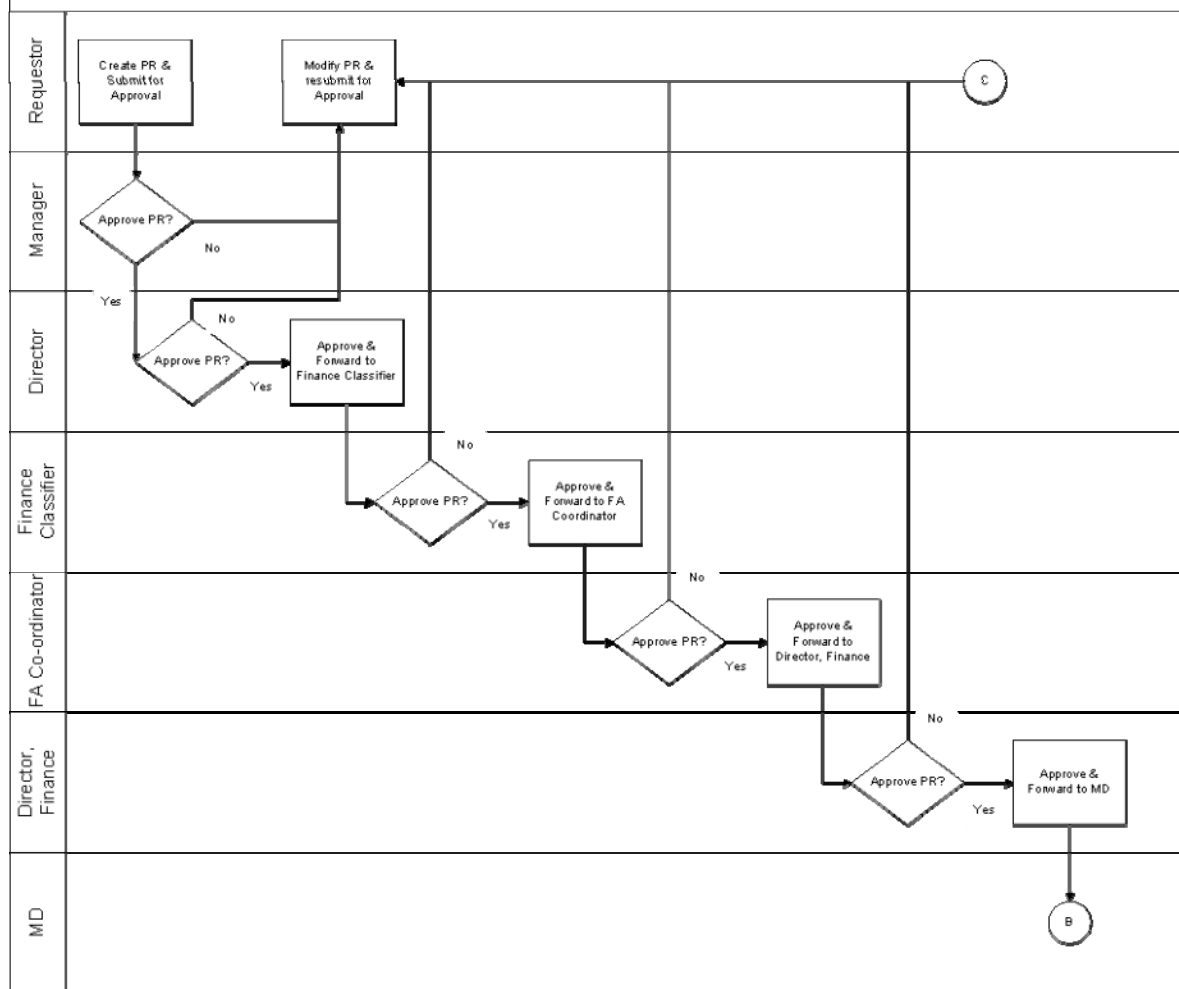 Requestor
Create PR &
Submit for
Approval
Modify PR &
resubmit for
Approval
C
Manager
Approve PR?
No
Yes
Director
No
Approve PR?
Yes
Approve &
Forward to
Finance Classifier
Finance
Classifier
No
Approve PR?
Yes
Approve &
Forward to FA
Coordinator
FA Co-ordinator
No
Approve PR?
Yes
Approve &
Forward to
Director, Finance
Director,
Finance
No
Approve PR?
Yes
Approve &
Forward to MD
MD
B